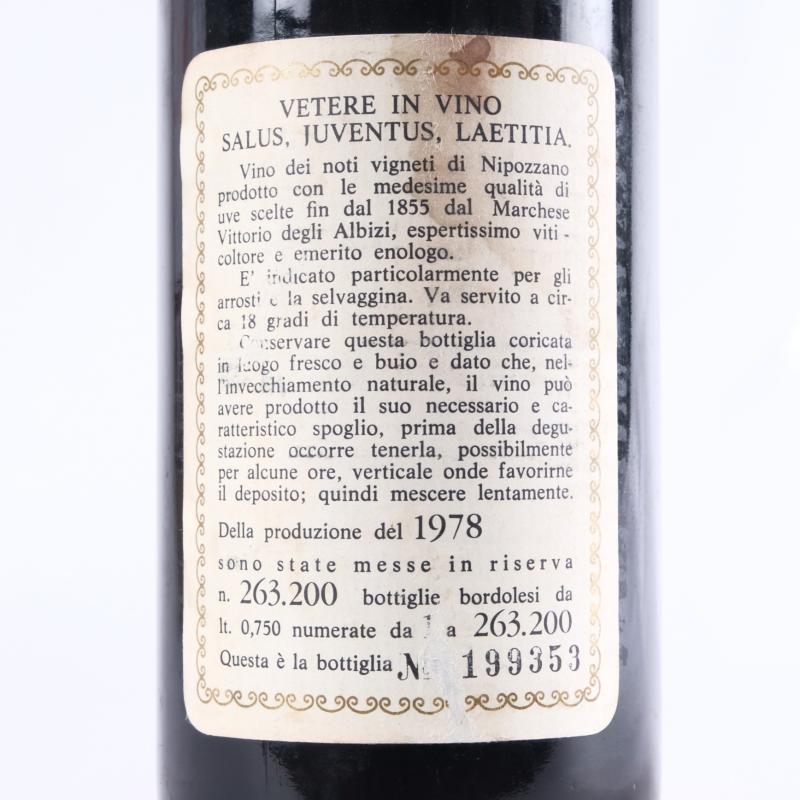 VETERE IN VINO
SALUS, JUVENTUS, LAETITIA.
Vino dei noti vigneti di Nipozzano
prodotto con le medesime qualità di
uve scelte fin dal 1855 dal Marchese
Vittorio degli Albizi, espertissimo viti-
coltore e emerito enologo.
E' indicato particolarmente per gli
arrosti e la selvaggina. Va servito a cir-
ca 18 gradi di temperatura.
Conservare questa bottiglia coricata
in luogo fresco e buio e dato che, nel-
l'invecchiamento naturale, il vino può
avere prodotto il suo necessario e ca-
ratteristico spoglio, prima della degu-
stazione occorre tenerla, possibilmente
per alcune ore, verticale onde favorirne
il deposito; quindi mescere lentamente.
Della produzione del 1978
sono state messe in riserva
n. 263.200 bottiglie bordolesi da
lt. 0,750 numerate da 1 a 263.200
Questa è la bottiglia № 199353